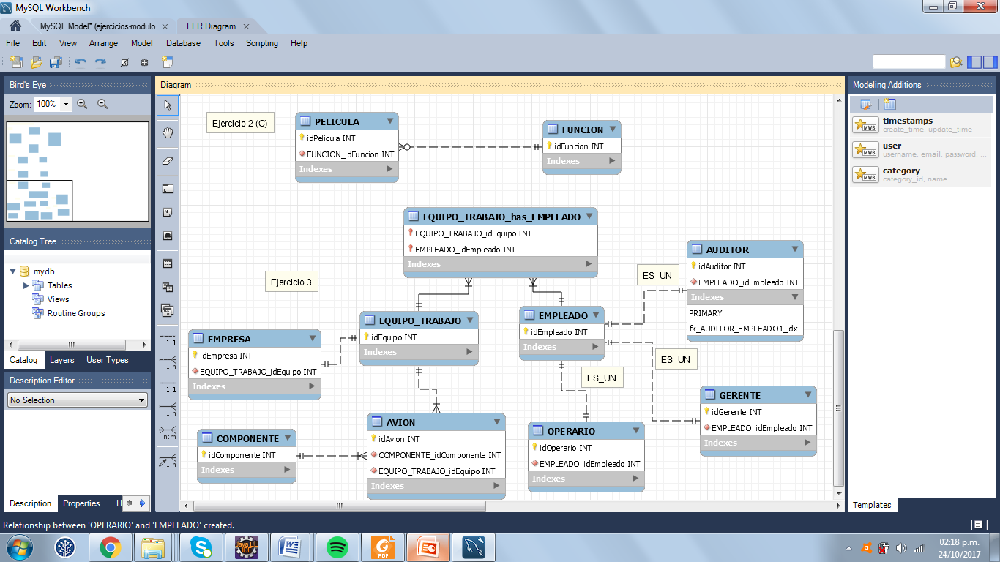 MySQL Workbench
MySQL Model* (ejercicios-modulo...
EER Diagram
File Edit View Arrange Model Database Tools Scripting Help
Bird's Eye
Zoom: 100%
Catalog Tree
mydb
Tables
Views
Routine Groups
Catalog Layers User Types
Description Editor
No Selection
Description Properties H
1:1
1:n
1:1
1:n
n:m
1:n
Diagram
Ejercicio 2 (C)
PELICULA
idPelicula INT
FUNCION_idFuncion INT
Indexes
FUNCION
idFuncion INT
Indexes
EQUIPO_TRABAJO_has_EMPLEADO
EQUIPO_TRABAJO_idEquipo INT
EMPLEADO_idEmpleado INT
Indexes
Ejercicio 3
ES_UN
AUDITOR
idAuditor INT
EMPLEADO_idEmpleado INT
Indexes
PRIMARY
fk_AUDITOR_EMPLEADO1_idx
EQUIPO_TRABAJO
idEquipo INT
Indexes
EMPLEADO
idEmpleado INT
Indexes
EMPRESA
idEmpresa INT
EQUIPO_TRABAJO_idEquipo INT
Indexes
ES_UN
ES_UN
GERENTE
idGerente INT
EMPLEADO_idEmpleado INT
Indexes
AVION
idAvion INT
COMPONENTE_idComponente INT
EQUIPO_TRABAJO_idEquipo INT
Indexes
COMPONENTE
idComponente INT
Indexes
OPERARIO
idOperario INT
EMPLEADO_idEmpleado INT
Indexes
Modeling Additions
timestamps
create_time, update_time
user
username, email, password, ...
category
category_id, name
MWB
MWB
MWB
Templates
Relationship between 'OPERARIO' and 'EMPLEADO' created.
Java EE
IDE
PDF
02:18 p.m.
24/10/2017